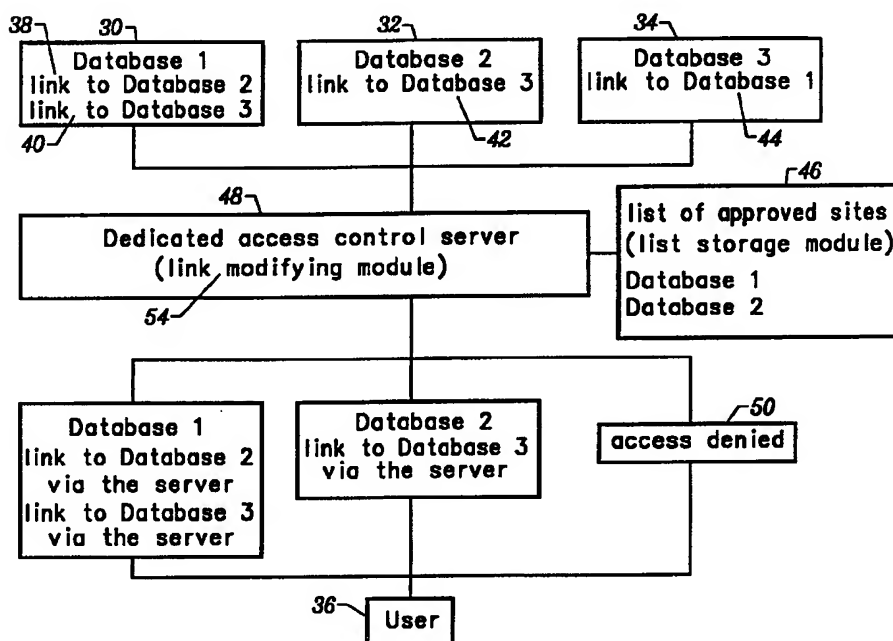 38
30
32
34
Database 1
link to Database 2
link to Database 3
Database 2
link to Database 3
Database 3
link to Database 1
40
42
44
46
48
Dedicated access control server
(link modifying module)
54
list of approved sites
(list storage module)
Database 1
Database 2
Database 1
link to Database 2
via the server
link to Database 3
via the server
Database 2
link to Database 3
via the server
50
access denied
36
User